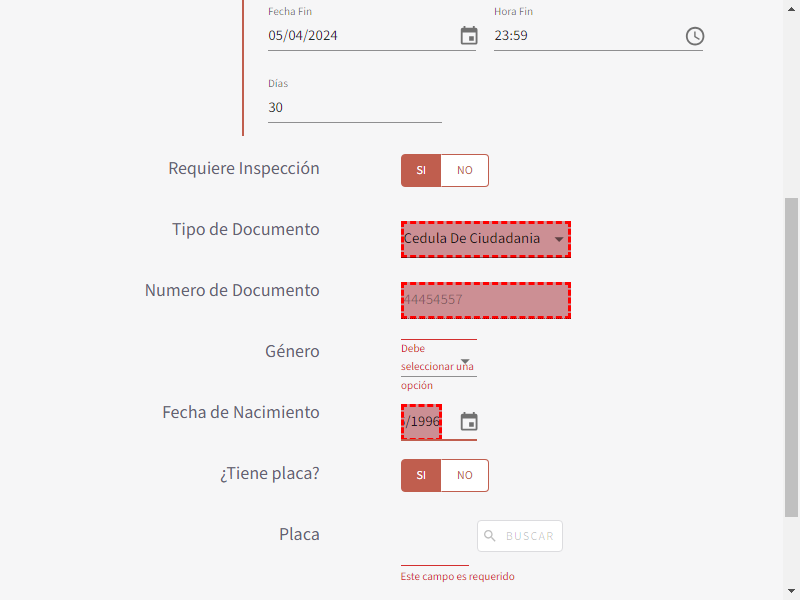 Fecha Fin Hora Fin
05/04/2024 23:59
Días
30
Requiere Inspección SI NO
Tipo de Documento Cedula De Ciudadania
Numero de Documento 44454557
Género
Debe
seleccionar una
opción
Fecha de Nacimiento /1996
¿Tiene placa? SI NO
Placa BUSCAR
Este campo es requerido